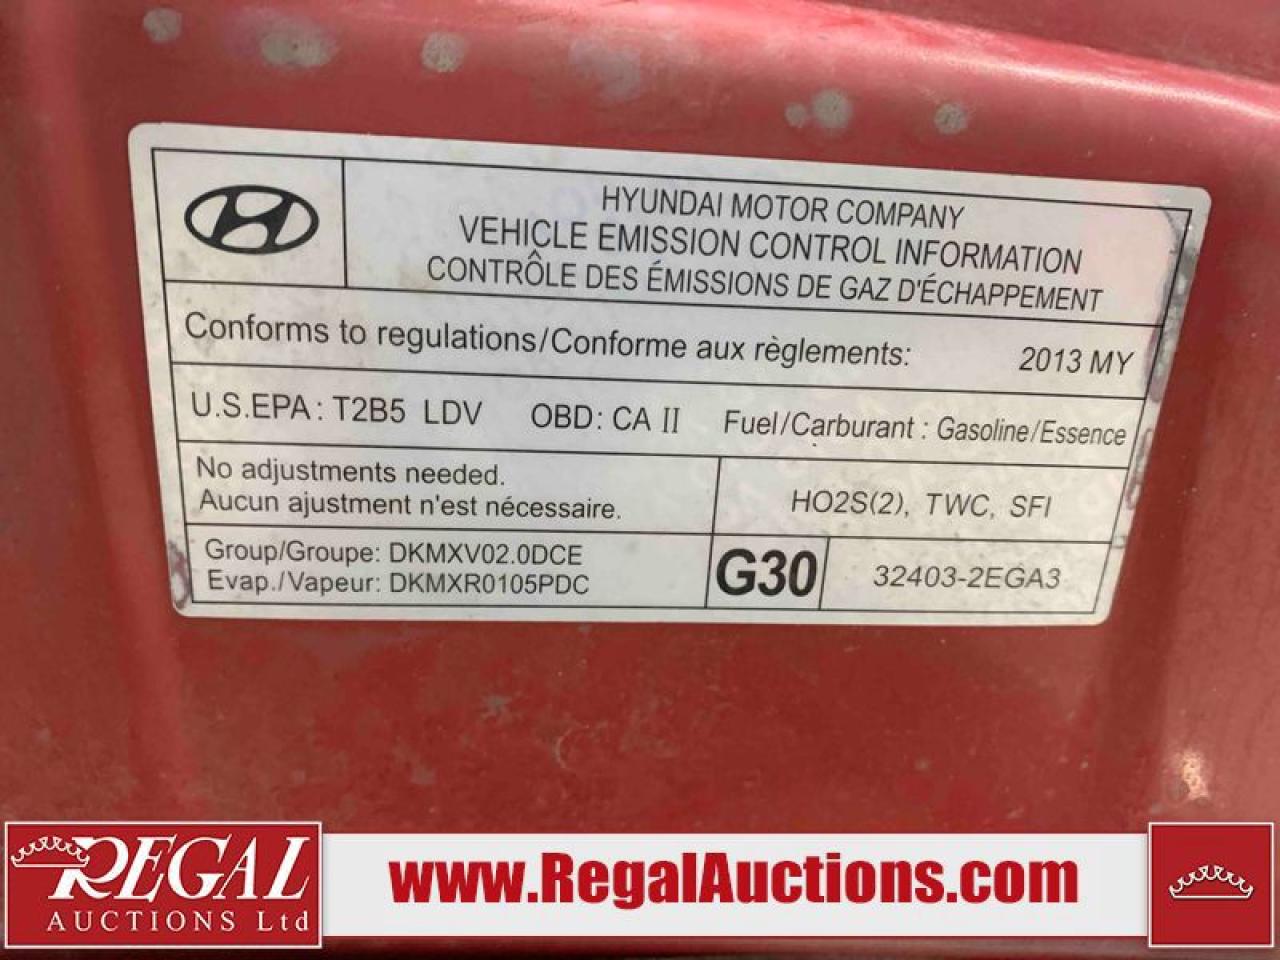 HYUNDAI MOTOR COMPANY
VEHICLE EMISSION CONTROL INFORMATION
CONTRÔLE DES ÉMISSIONS DE GAZ D'ÉCHAPPEMENT
Conforms to regulations/Conforme aux règlements: 2013 MY
U.S.EPA: T2B5 LDV OBD: CA II Fuel/Carburant : Gasoline/Essence
No adjustments needed.
Aucun ajustment n'est nécessaire.
HO2S(2), TWC, SFI
Group/Groupe: DKMXV02.0DCE
Evap./Vapeur: DKMXR0105PDC
G30
32403-2EGA3
REGAL
AUCTIONS Ltd
www.RegalAuctions.com